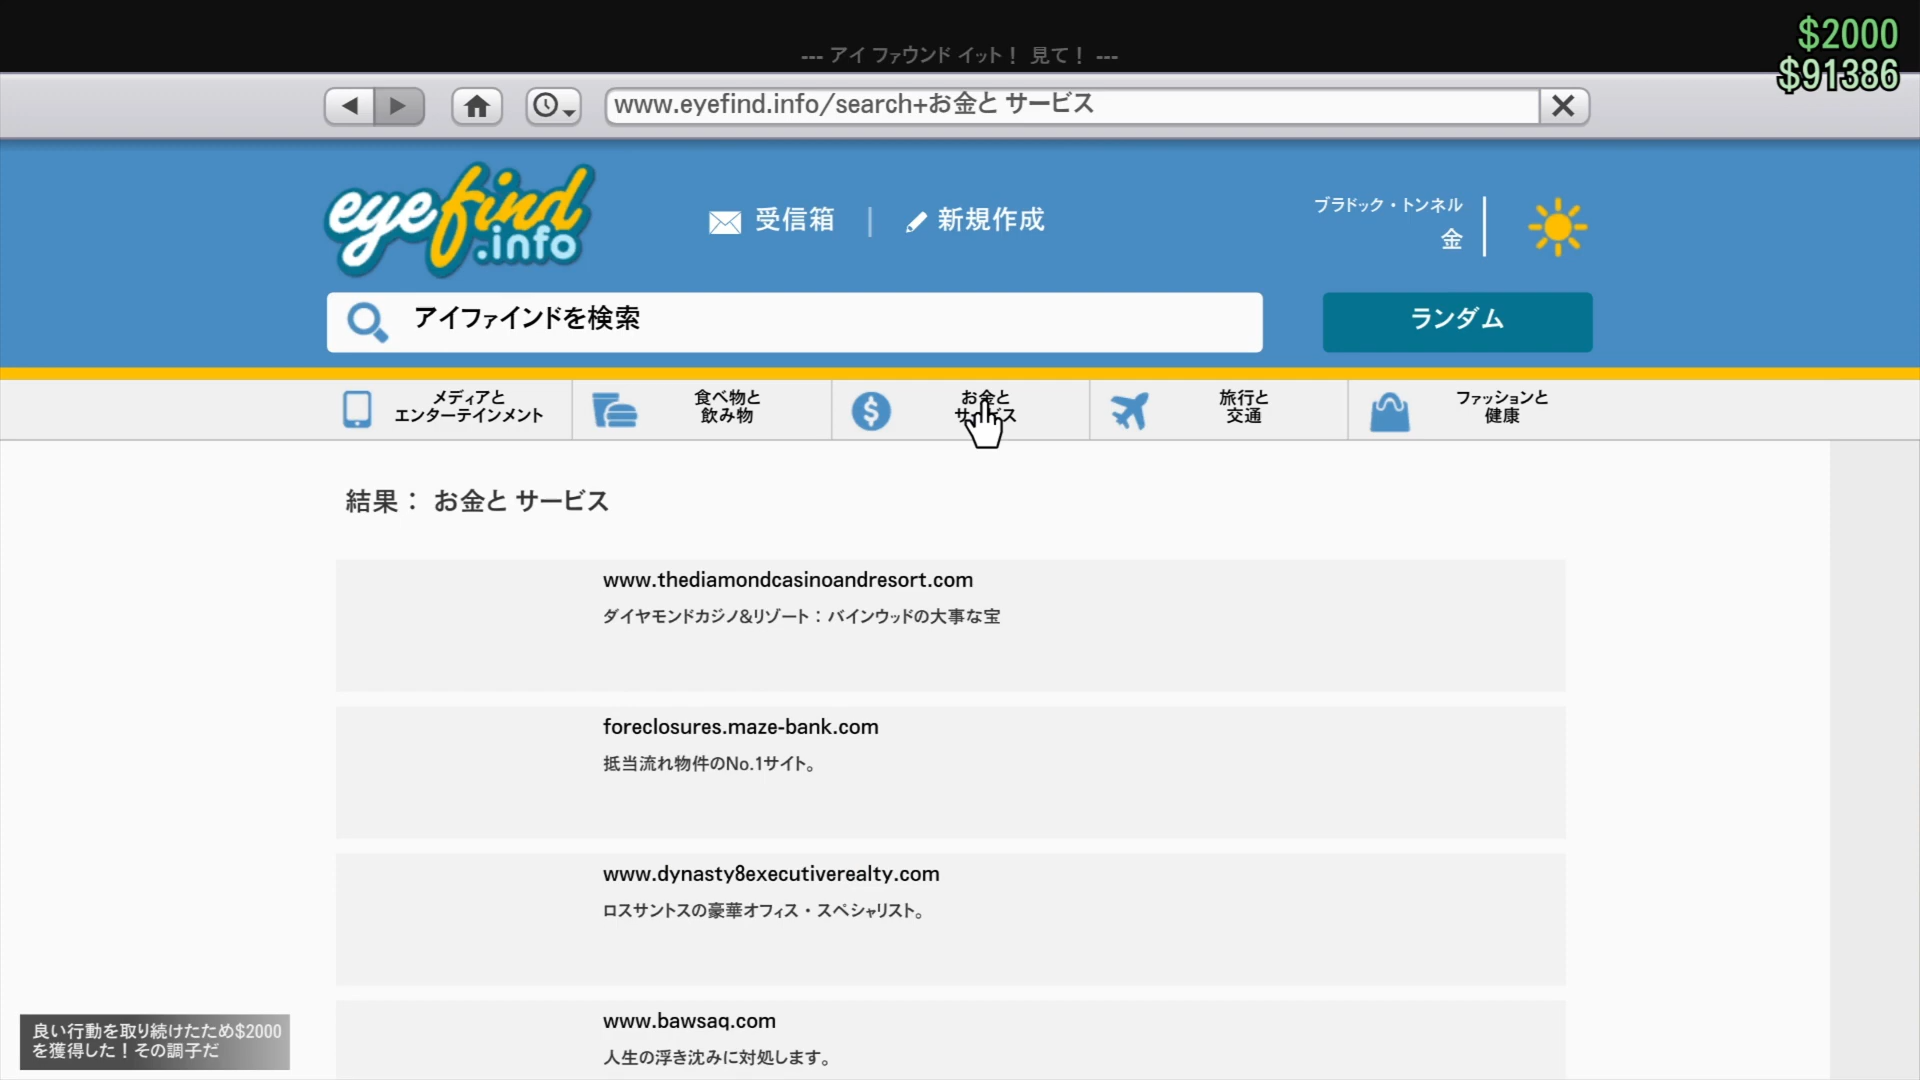 --- アイ ファウンド イット！ 見て！ ---
$2000
$91386
www.eyefind.info/search+お金と サービス
eyefind
.info
受信箱
新規作成
ブラドック・トンネル
金
アイファインドを検索
ランダム
メディアと
エンターテインメント
食べ物と
飲み物
お金と
サービス
旅行と
交通
ファッションと
健康
結果： お金と サービス
www.thediamondcasinoandresort.com
ダイヤモンドカジノ&リゾート：バインウッドの大事な宝
foreclosures.maze-bank.com
抵当流れ物件のNo.1サイト。
www.dynasty8executiverealty.com
ロスサントスの豪華オフィス・スペシャリスト。
www.bawsaq.com
人生の浮き沈みに対処します。
良い行動を取り続けたため$2000
を獲得した！その調子だ